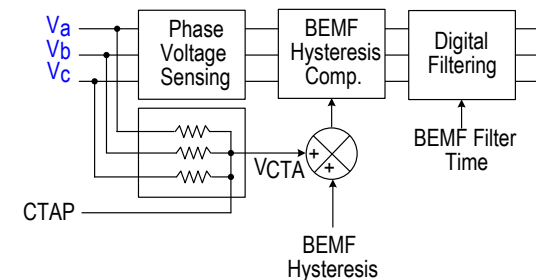 Va
Vb
Vc
Phase
Voltage
Sensing
BEMF
Hysteresis
Comp.
Digital
Filtering
BEMF Filter
Time
VCTA
+
+
CTAP
BEMF
Hysteresis